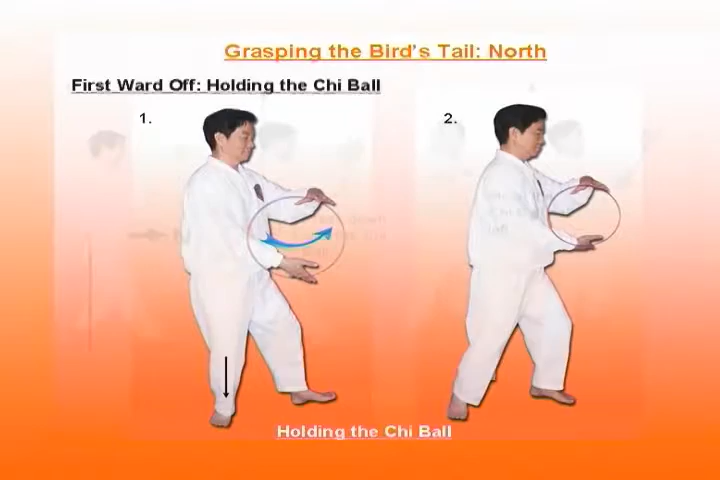 Grasping the Bird's Tail: North
First Ward Off: Holding the Chi Ball
1.
2.
Holding the Chi Ball